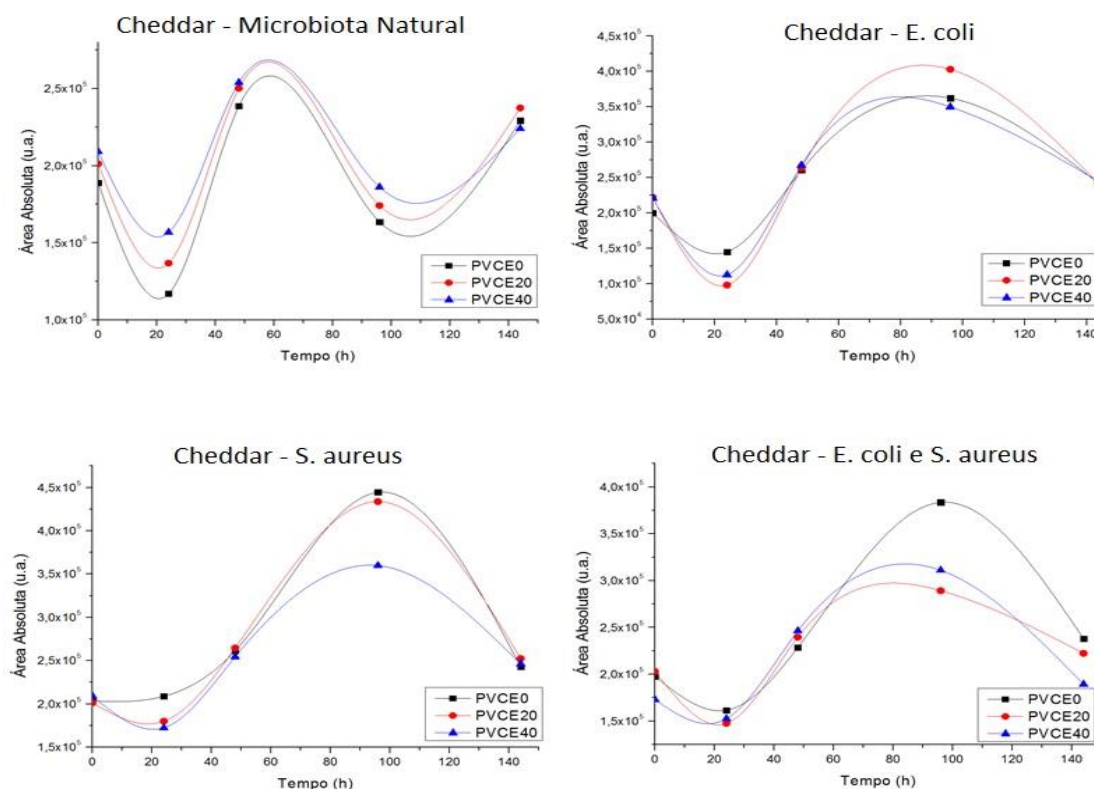 Cheddar - Microbiota Natural
Área Absoluta (u.a.)
2,5x10⁵
2,0x10⁵
1,5x10⁵
1,0x10⁵
0 20 40 60 80 100 120 140
Tempo (h)
PVCE0
PVCE20
PVCE40
Cheddar - E. coli
Área Absoluta (u.a.)
4,5x10⁵
4,0x10⁵
3,5x10⁵
3,0x10⁵
2,5x10⁵
2,0x10⁵
1,5x10⁵
1,0x10⁵
5,0x10⁴
0 20 40 60 80 100 120 140
Tempo (h)
PVCE0
PVCE20
PVCE40
Cheddar - S. aureus
Área Absoluta (u.a.)
4,5x10⁵
4,0x10⁵
3,5x10⁵
3,0x10⁵
2,5x10⁵
2,0x10⁵
1,5x10⁵
0 20 40 60 80 100 120 140
Tempo (h)
PVCE0
PVCE20
PVCE40
Cheddar - E. coli e S. aureus
Área Absoluta (u.a.)
4,0x10⁵
3,5x10⁵
3,0x10⁵
2,5x10⁵
2,0x10⁵
1,5x10⁵
0 20 40 60 80 100 120 140
Tempo (h)
PVCE0
PVCE20
PVCE40